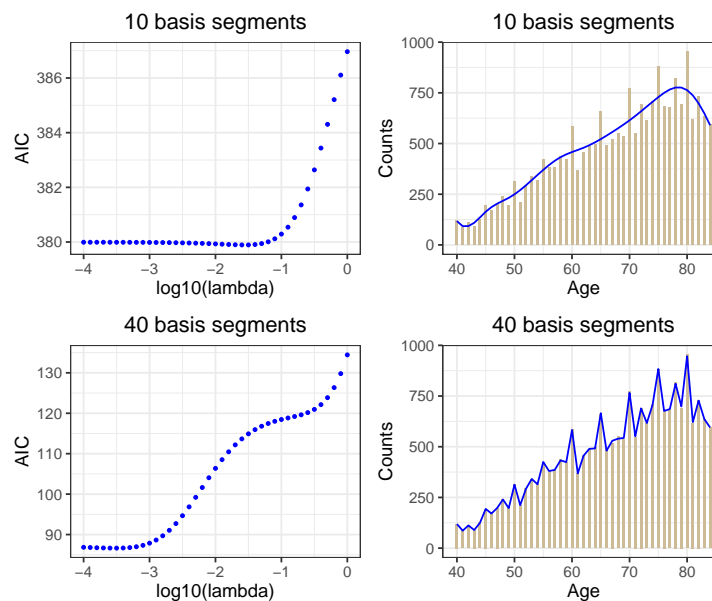 10 basis segments
AIC
386
384
382
380
−4 −3 −2 −1 0
log10(lambda)
10 basis segments
Counts
1000
750
500
250
0
40 50 60 70 80
Age
40 basis segments
AIC
130
120
110
100
90
−4 −3 −2 −1 0
log10(lambda)
40 basis segments
Counts
1000
750
500
250
0
40 50 60 70 80
Age